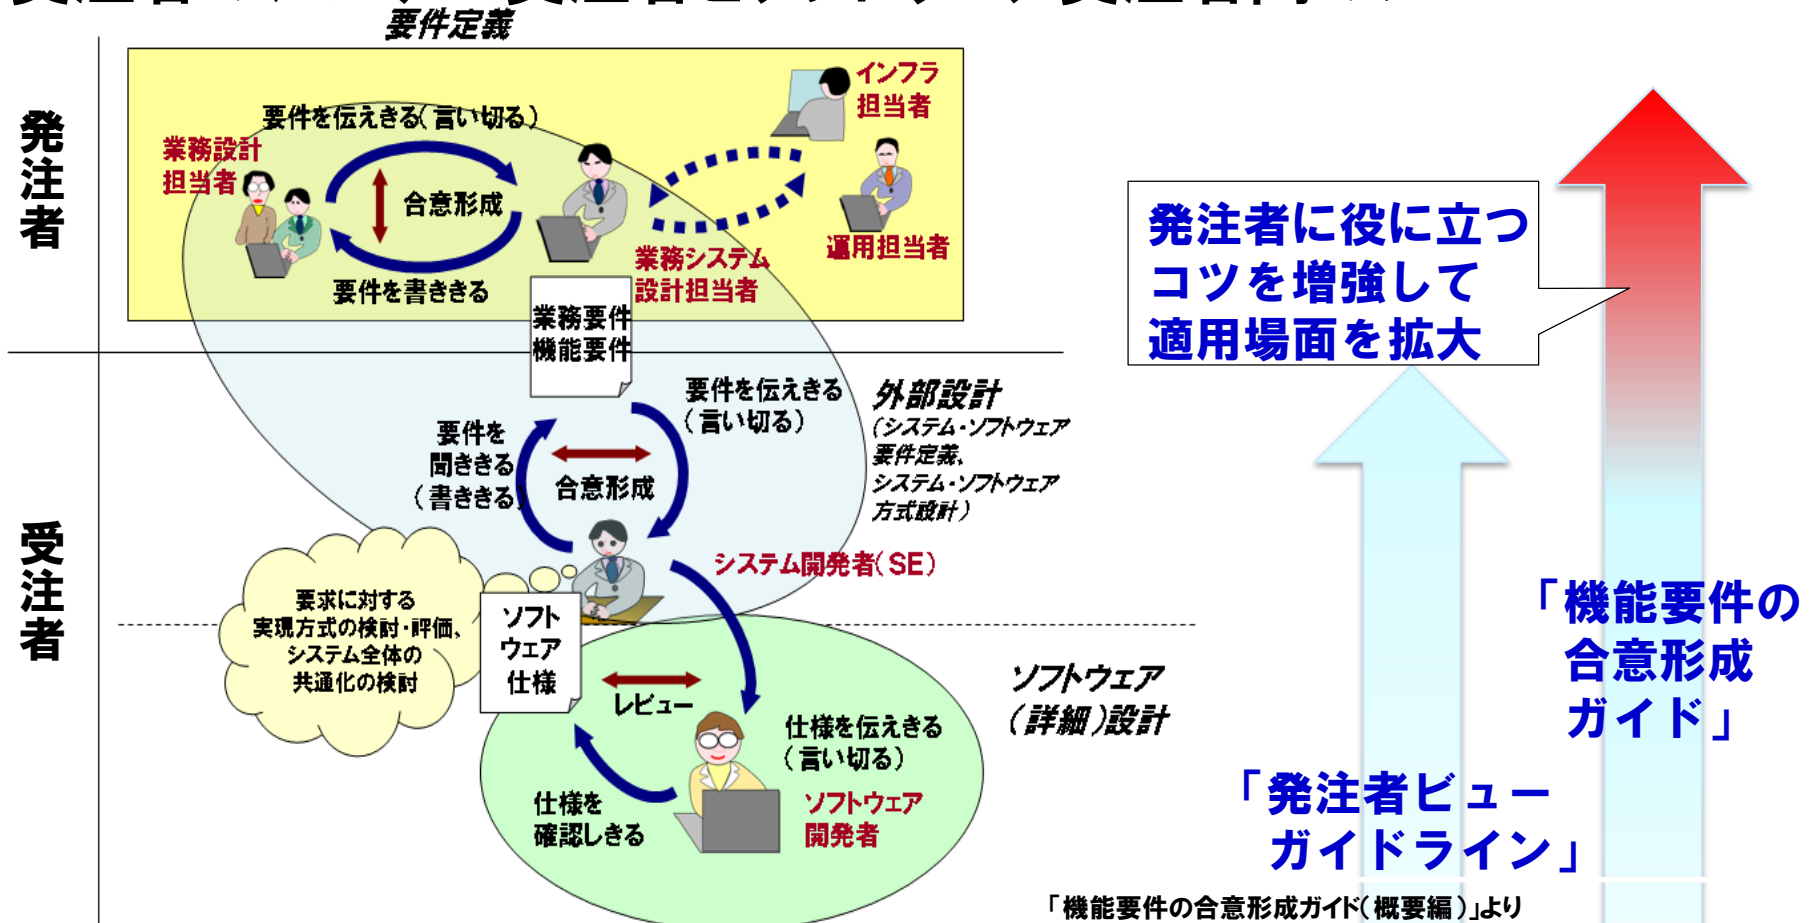 要件定義
発注者
インフラ
担当者
要件を伝えきる(言い切る)
業務設計
担当者
合意形成
運用担当者
業務システム
設計担当者
要件を書ききる
業務要件
機能要件
発注者に役に立つ
コツを増強して
適用場面を拡大
受注者
要件を伝えきる
(言い切る)
外部設計
(システム・ソフトウェア
要件定義、
システム・ソフトウェア
方式設計)
要件を
聞ききる
(書ききる)
合意形成
システム開発者(SE)
要求に対する
実現方式の検討・評価、
システム全体の
共通化の検討
ソフト
ウェア
仕様
レビュー
ソフトウェア
(詳細)設計
仕様を伝えきる
(言い切る)
仕様を
確認しきる
ソフトウェア
開発者
「機能要件の
合意形成
ガイド」
「発注者ビュー
ガイドライン」
「機能要件の合意形成ガイド(概要編)」より